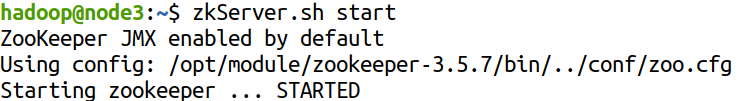 hadoop@node3:~$ zkServer.sh start
ZooKeeper JMX enabled by default
Using config: /opt/module/zookeeper-3.5.7/bin/../conf/zoo.cfg
Starting zookeeper ... STARTED